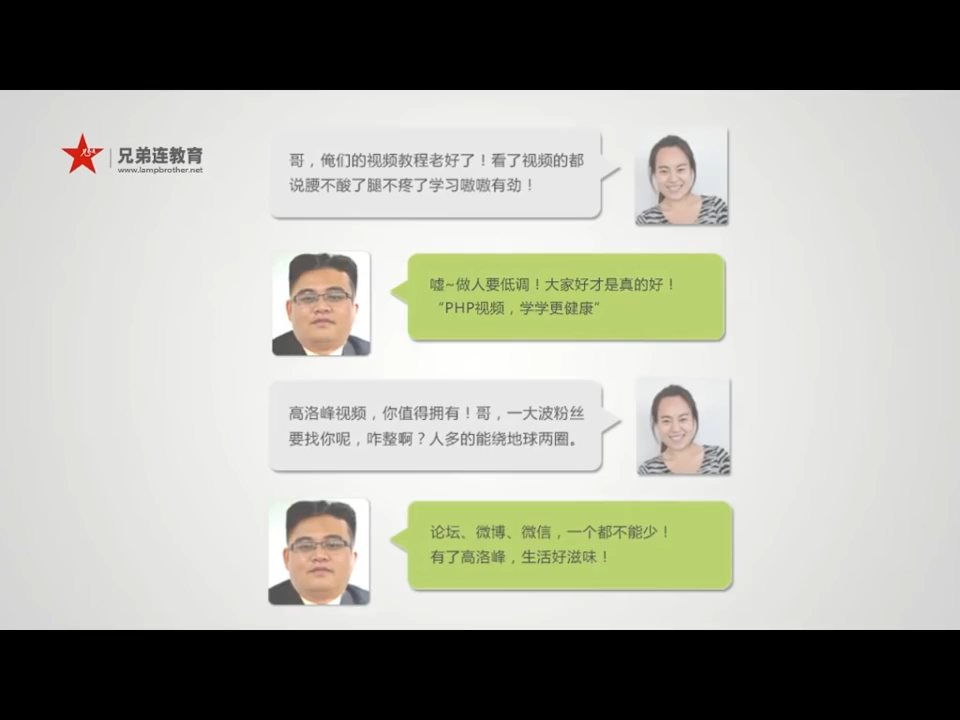 兄弟连教育
www.lampbrother.net
哥，俺们的视频教程老好了！看了视频的都
说腰不酸了腿不疼了学习嗷嗷有劲！
嘘~做人要低调！大家好才是真的好！
“PHP视频，学学更健康”
高洛峰视频，你值得拥有！哥，一大波粉丝
要找你呢，咋整啊？人多的能绕地球两圈。
论坛、微博、微信，一个都不能少！
有了高洛峰，生活好滋味！